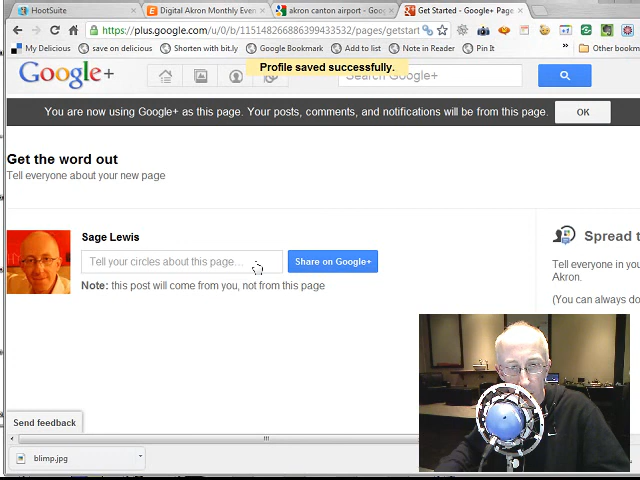 HootSuite
Digital Akron Monthly Even
akron canton airport - Goo
Get Started - Google+ Page
https://plus.google.com/u/0/b/115148266886399433532/pages/getstart
My Delicious
save on delicious
Shorten with bit.ly
Google Bookmark
Add to list
Note in Reader
Pin It
»
Other bookm
Google+
Profile saved successfully.
Search Google+
You are now using Google+ as this page. Your posts, comments, and notifications will be from this page.
OK
Get the word out
Tell everyone about your new page
Sage Lewis
Tell your circles about this page...
Share on Google+
Note: this post will come from you, not from this page
Spread t
Tell everyone in you
Akron.
(You can always do
Send feedback
blimp.jpg